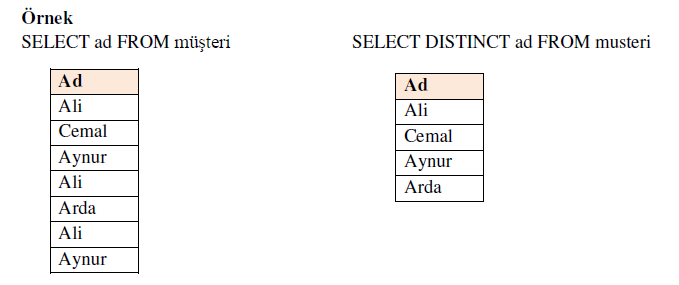 Örnek
SELECT ad FROM müşteri
Ad
Ali
Cemal
Aynur
Ali
Arda
Ali
Aynur
SELECT DISTINCT ad FROM musteri
Ad
Ali
Cemal
Aynur
Arda